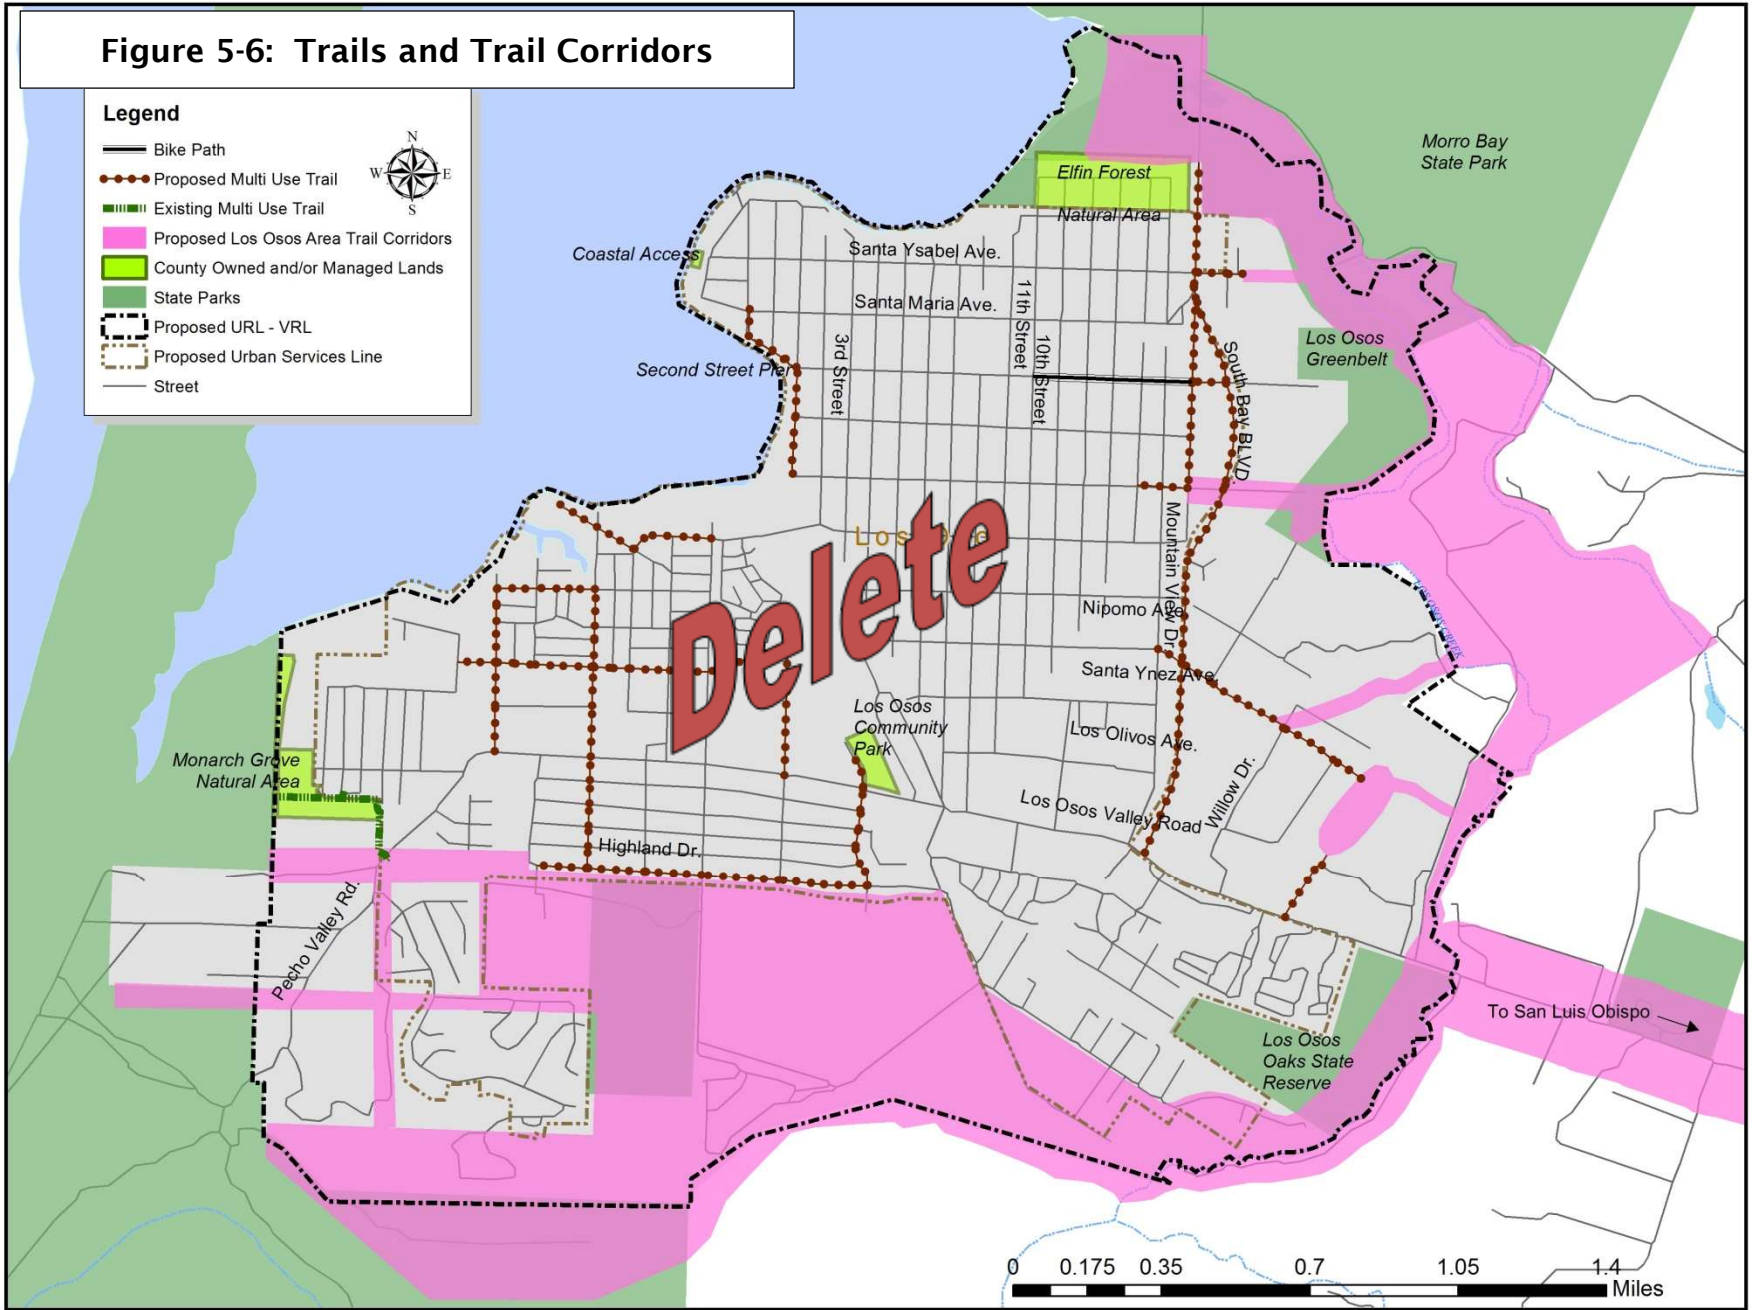 Figure 5-6: Trails and Trail Corridors
Legend
Bike Path
Proposed Multi Use Trail
Existing Multi Use Trail
Proposed Los Osos Area Trail Corridors
County Owned and/or Managed Lands
State Parks
Proposed URL - VRL
Proposed Urban Services Line
Street
N
W
E
S
Morro Bay
State Park
Elfin Forest
Natural Area
Coastal Access
Santa Ysabel Ave.
Santa Maria Ave.
11th Street
10th Street
3rd Street
Second Street Pier
South Bay BLVD.
Los Osos
Greenbelt
Los
Delete
Mountain View Dr.
Nipomo Ave.
Santa Ynez Ave.
LOS OSOS CREEK
Los Osos
Community
Park
Los Olivos Ave.
Monarch Grove
Natural Area
Los Osos Valley Road
Willow Dr.
Highland Dr.
Pecho Valley Rd.
To San Luis Obispo
Los Osos
Oaks State
Reserve
0 0.175 0.35 0.7 1.05 1.4
Miles